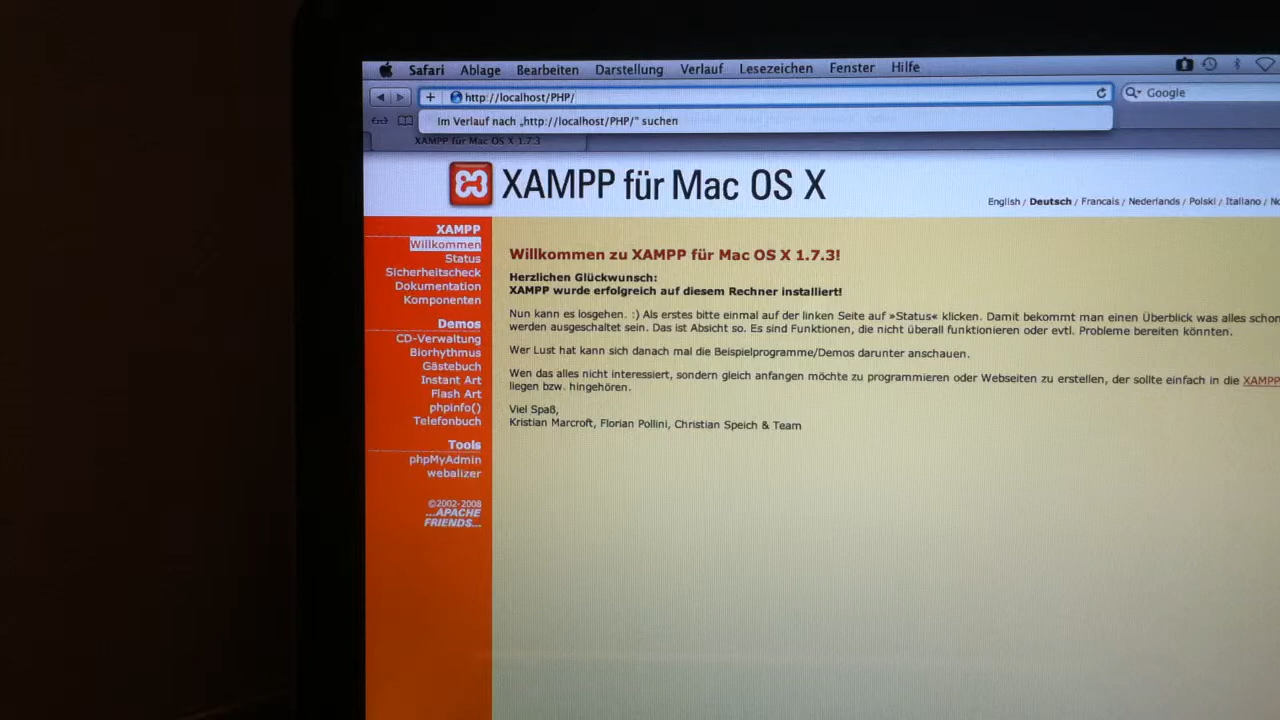 Safari Ablage Bearbeiten Darstellung Verlauf Lesezeichen Fenster Hilfe
http://localhost/PHP/
Google
Im Verlauf nach „http://localhost/PHP/" suchen
XAMPP für Mac OS X 1.7.3
XAMPP für Mac OS X
English / Deutsch / Francais / Nederlands / Polski / Italiano /
XAMPP
Willkommen
Status
Sicherheitscheck
Dokumentation
Komponenten
Demos
CD-Verwaltung
Biorhythmus
Gästebuch
Instant Art
Flash Art
phpinfo()
Telefonbuch
Tools
phpMyAdmin
webalizer
©2002-2008
...APACHE
FRIENDS...
Willkommen zu XAMPP für Mac OS X 1.7.3!
Herzlichen Glückwunsch:
XAMPP wurde erfolgreich auf diesem Rechner installiert!
Nun kann es losgehen. :) Als erstes bitte einmal auf der linken Seite auf »Status« klicken. Damit bekommt man einen Überblick was alles schon
werden ausgeschaltet sein. Das ist Absicht so. Es sind Funktionen, die nicht überall funktionieren oder evtl. Probleme bereiten könnten.
Wer Lust hat kann sich danach mal die Beispielprogramme/Demos darunter anschauen.
Wen das alles nicht interessiert, sondern gleich anfangen möchte zu programmieren oder Webseiten zu erstellen, der sollte einfach in die XAMPP
liegen bzw. hingehören.
Viel Spaß,
Kristian Marcroft, Florian Pollini, Christian Speich & Team